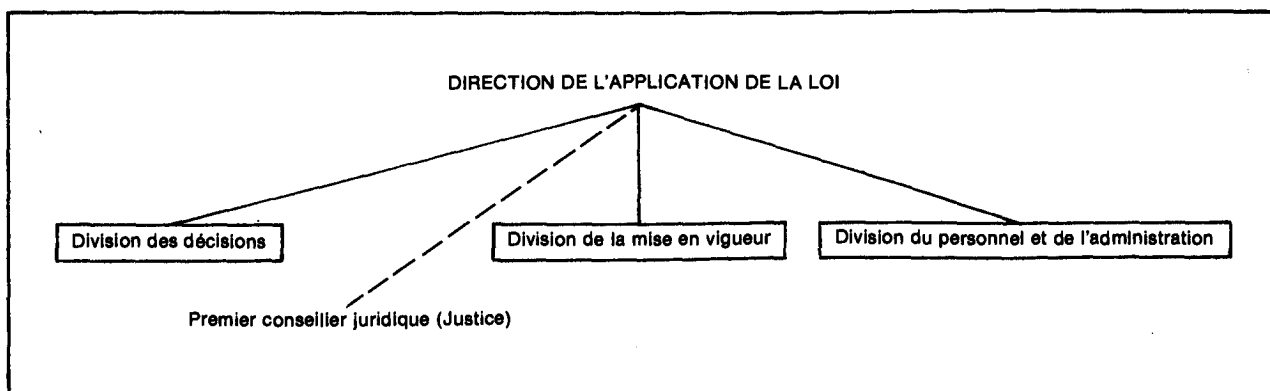 DIRECTION DE L'APPLICATION DE LA LOI
Division des décisions
Division de la mise en vigueur
Division du personnel et de l'administration
Premier conseiller juridique (Justice)